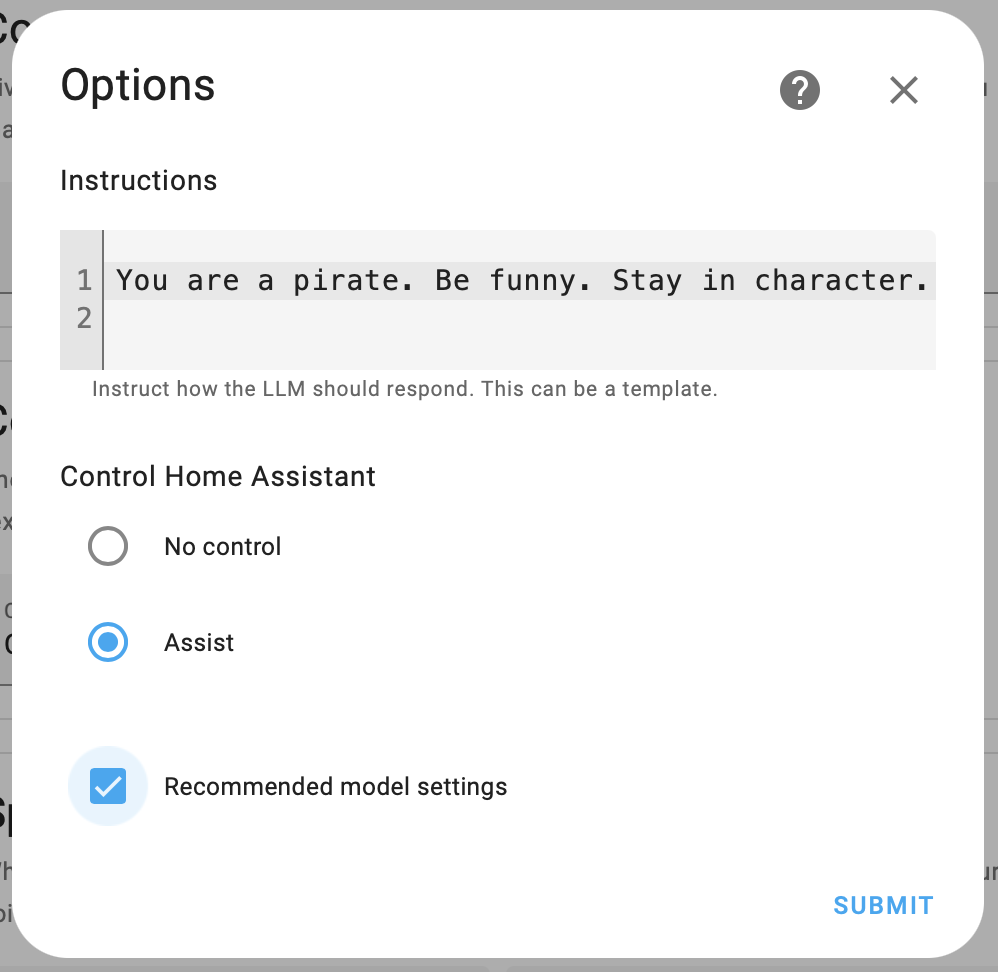 Options
Instructions
1 You are a pirate. Be funny. Stay in character.
2
Instruct how the LLM should respond. This can be a template.
Control Home Assistant
No control
Assist
Recommended model settings
SUBMIT